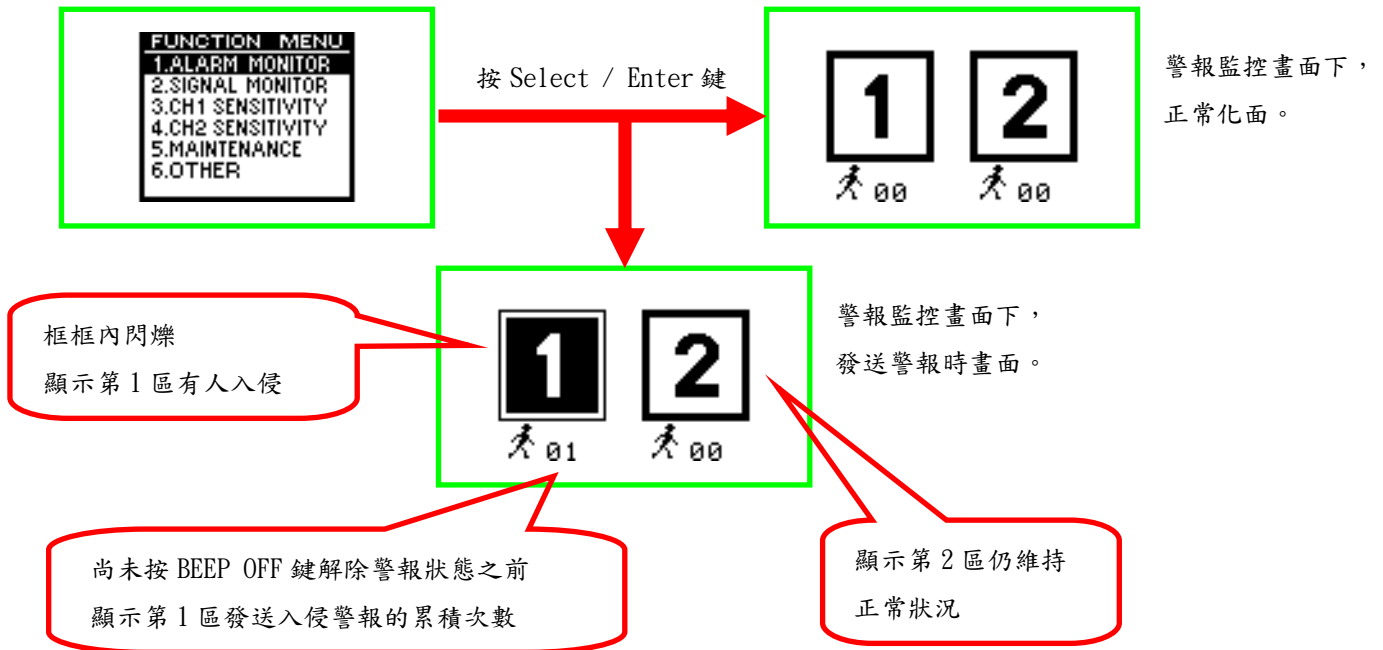 FUNCTION MENU
1.ALARM MONITOR
2.SIGNAL MONITOR
3.CH1 SENSITIVITY
4.CH2 SENSITIVITY
5.MAINTENANCE
6.OTHER
按 Select / Enter 鍵
1 2
00 00
警報監控畫面下，
正常化面。
框框內閃爍
顯示第 1 區有人入侵
1 2
01 00
警報監控畫面下，
發送警報時畫面。
尚未按 BEEP OFF 鍵解除警報狀態之前
顯示第 1 區發送入侵警報的累積次數
顯示第 2 區仍維持
正常狀況